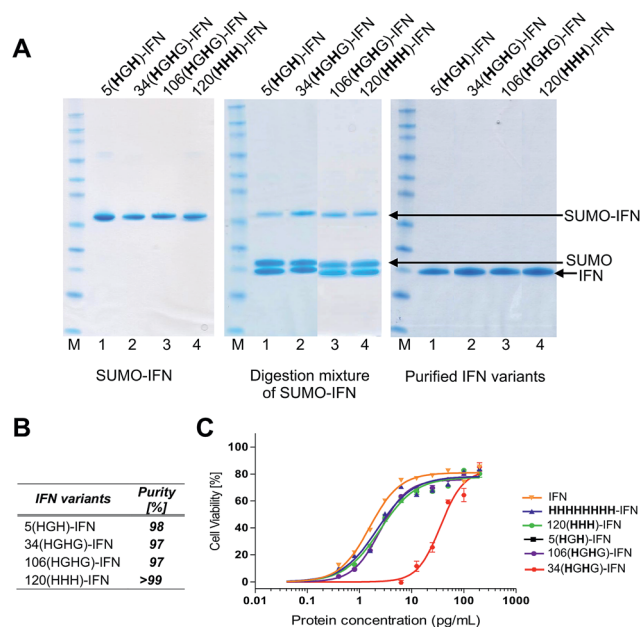 A
5(HGH)-IFN
34(HGHG)-IFN
106(HGHG)-IFN
120(HHH)-IFN
5(HGH)-IFN
34(HGHG)-IFN
106(HGHG)-IFN
120(HHH)-IFN
5(HGH)-IFN
34(HGHG)-IFN
106(HGHG)-IFN
120(HHH)-IFN
SUMO-IFN
SUMO
IFN
M 1 2 3 4
M 1 2 3 4
M 1 2 3 4
SUMO-IFN
Digestion mixture
of SUMO-IFN
Purified IFN variants
B
IFN variants Purity
[%]
5(HGH)-IFN 98
34(HGHG)-IFN 97
106(HGHG)-IFN 97
120(HHH)-IFN >99
C
Cell Viability [%]
100
80
60
40
20
0
0.01 0.1 1 10 100 1000
Protein concentration (pg/mL)
IFN
HHHHHHHH-IFN
120(HHH)-IFN
5(HGH)-IFN
106(HGHG)-IFN
34(HGHG)-IFN